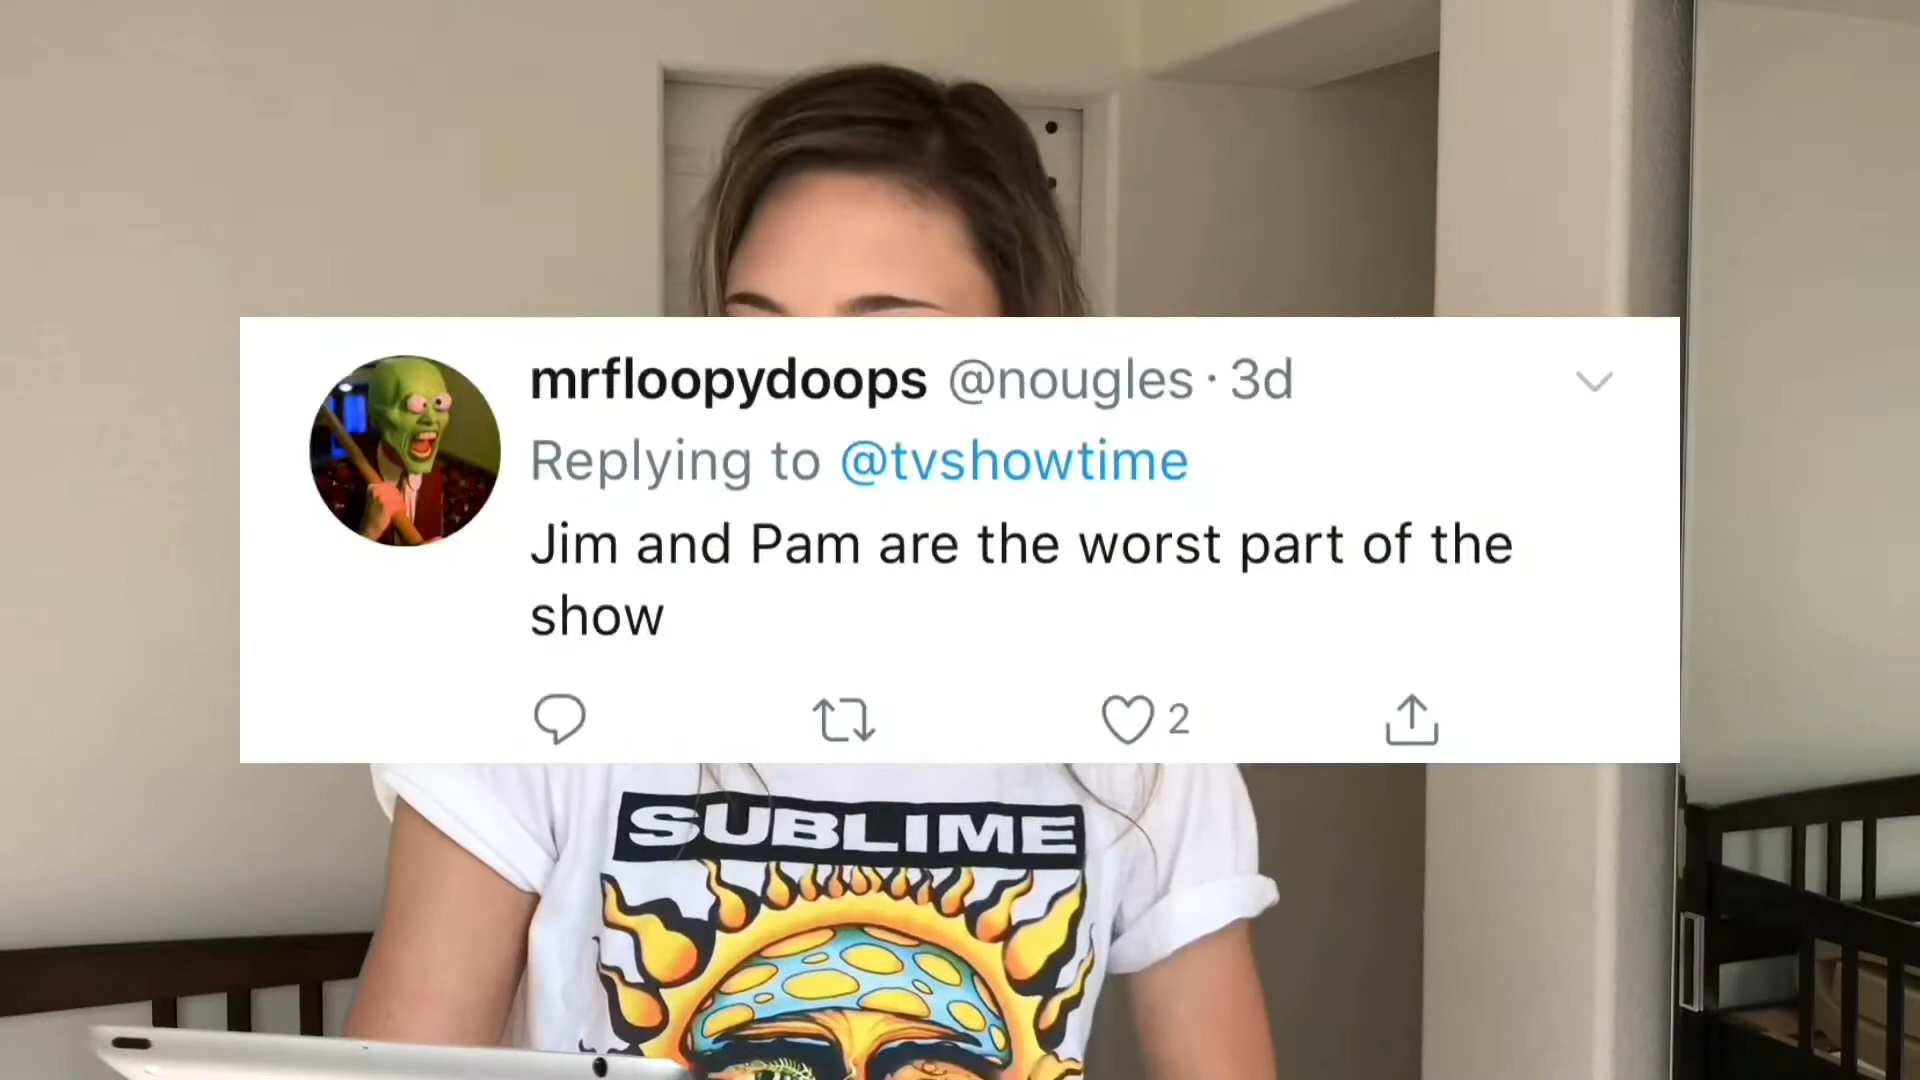 mrfloopydoops @nougles · 3d
Replying to @tvshowtime
Jim and Pam are the worst part of the
show
2
SUBLIME